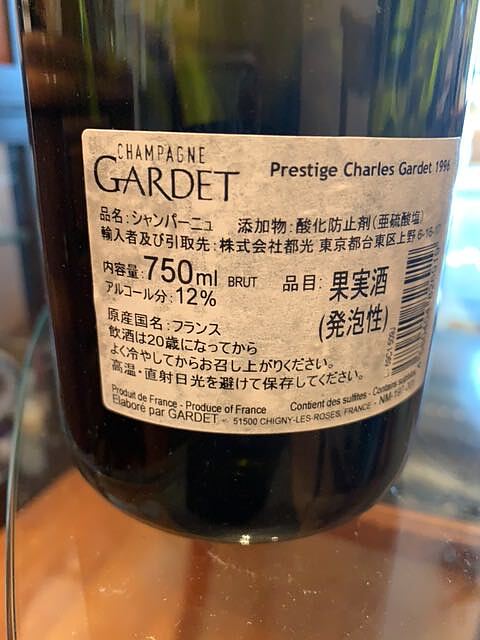 CHAMPAGNE
GARDET
Prestige Charles Gardet 1996
品名:シャンパーニュ 添加物:酸化防止剤(亜硫酸塩)
輸入者及び引取先:株式会社都光 東京都台東区上野6-16-17
内容量:750ml BRUT 品目:果実酒
アルコール分:12% (発泡性)
原産国名:フランス
飲酒は20歳になってから
よく冷やしてからお召し上がりください。
高温・直射日光を避けて保存してください。
Produit de France - Produce of France Contient des sulfites - Contains sulphites
Elaboré par GARDET - 51500 CHIGNY-LES-ROSES, FRANCE -